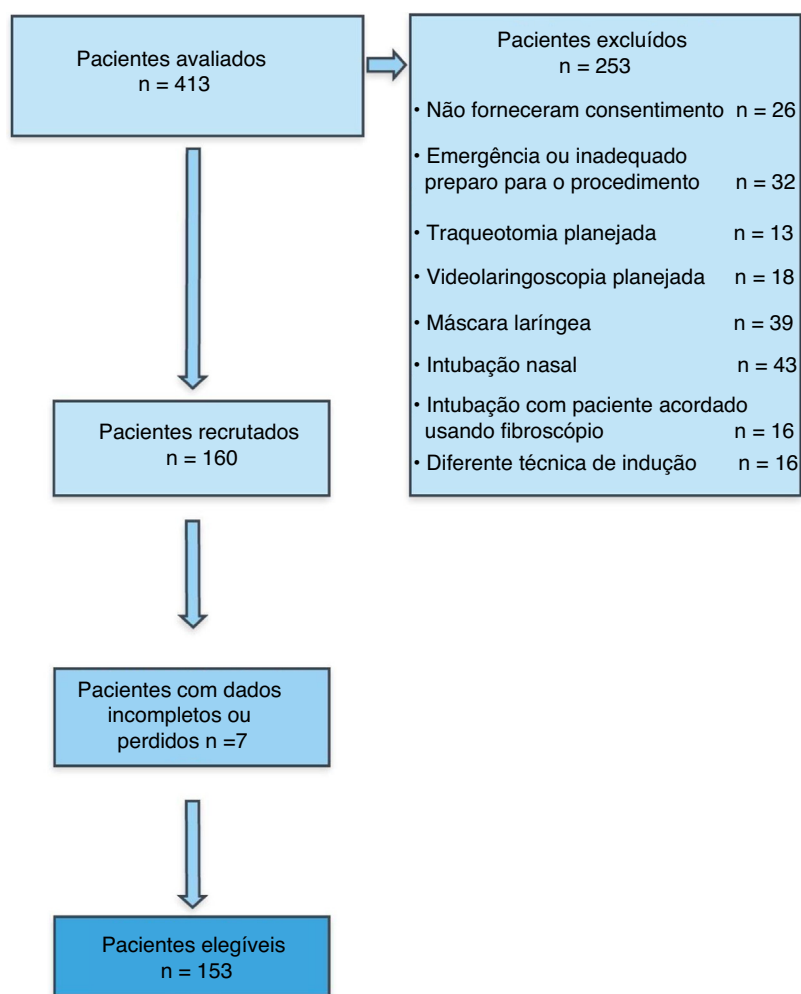 Pacientes avaliados
n = 413
Pacientes excluídos
n = 253
• Não forneceram consentimento n = 26
• Emergência ou inadequado
preparo para o procedimento n = 32
• Traqueotomia planejada n = 13
• Videolaringoscopia planejada n = 18
• Máscara laríngea n = 39
• Intubação nasal n = 43
• Intubação com paciente acordado
usando fibroscópio n = 16
• Diferente técnica de indução n = 16
Pacientes recrutados
n = 160
Pacientes com dados
incompletos ou
perdidos n =7
Pacientes elegíveis
n = 153